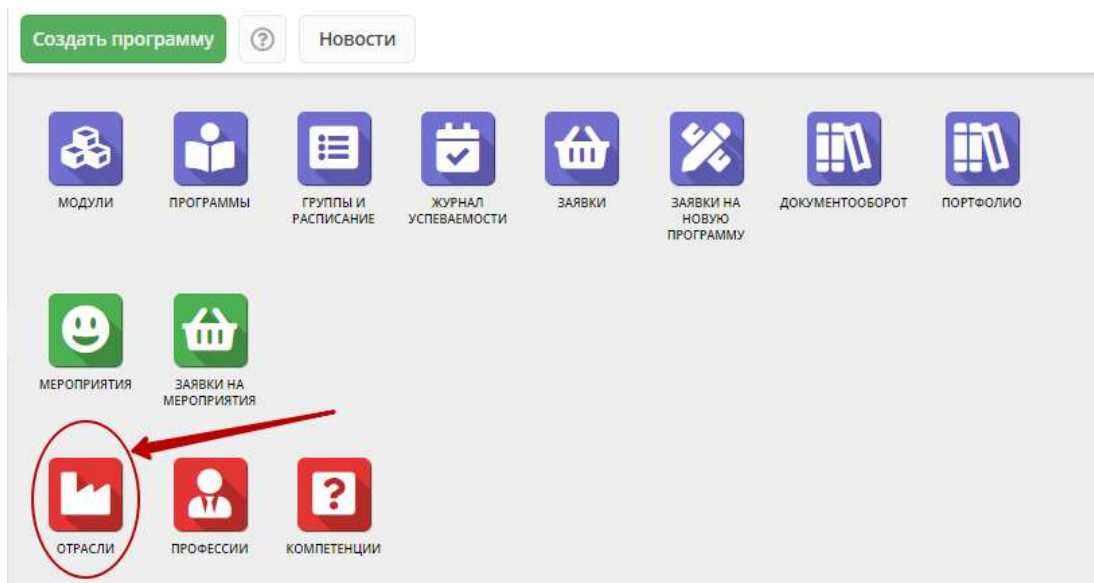 Создать программу
Новости
МОДУЛИ
ПРОГРАММЫ
ГРУППЫ И
РАСПИСАНИЕ
ЖУРНАЛ
УСПЕВАЕМОСТИ
ЗАЯВКИ
ЗАЯВКИ НА
НОВУЮ
ПРОГРАММУ
ДОКУМЕНТООБОРОТ
ПОРТФОЛИО
МЕРОПРИЯТИЯ
ЗАЯВКИ НА
МЕРОПРИЯТИЯ
ОТРАСЛИ
ПРОФЕССИИ
КОМПЕТЕНЦИИ